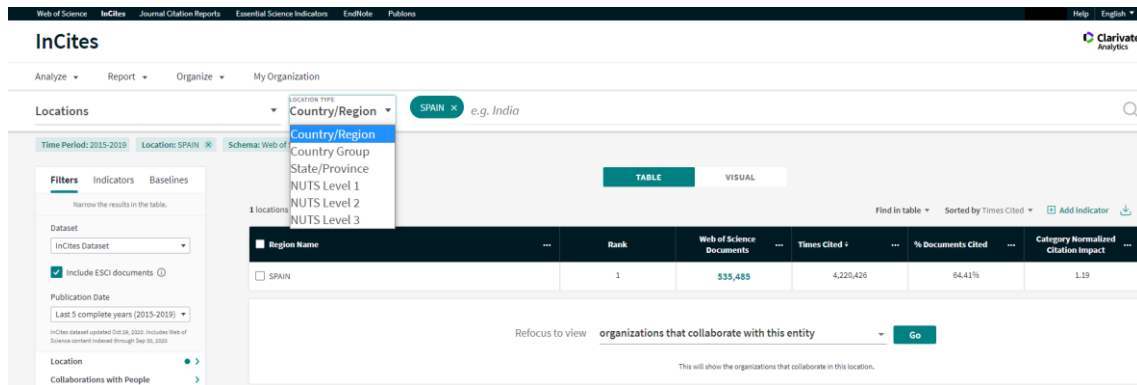 Web of Science InCites Journal Citation Reports Essential Science Indicators EndNote Publons Help English
InCites
Clarivate
Analytics
Analyze Report Organize My Organization
Locations
LOCATION TYPE
Country/Region
SPAIN × e.g. India
Country/Region
Country Group
State/Province
NUTS Level 1
NUTS Level 2
NUTS Level 3
Time Period: 2015-2019 Location: SPAIN Schema: Web of
Filters Indicators Baselines
Narrow the results in the table.
Dataset
InCites Dataset
Include ESCI documents
Publication Date
Last 5 complete years (2015-2019)
InCites dataset updated Oct 29, 2020. Includes Web of
Science content indexed through Sep 30, 2020
Location
Collaborations with People
TABLE VISUAL
1 locations
Find in table Sorted by Times Cited Add indicator
Region Name ... Rank Web of Science Documents ... Times Cited ... % Documents Cited ... Category Normalized Citation Impact ...
SPAIN 1 535,485 4,220,426 64.41% 1.19
Refocus to view organizations that collaborate with this entity Go
This will show the organizations that collaborate in this location.